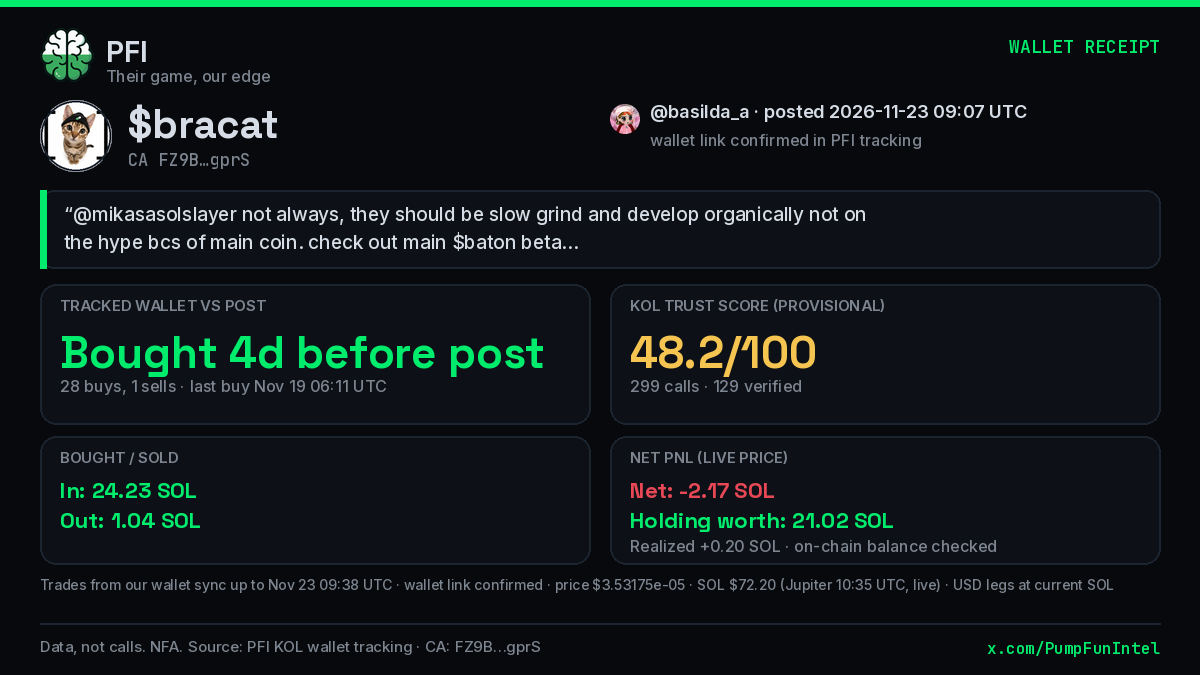 PFI
Their game, our edge
WALLET RECEIPT
$bracat
CA FZ9B…gprS
@basilda_a · posted 2026-11-23 09:07 UTC
wallet link confirmed in PFI tracking
“@mikasasolslayer not always, they should be slow grind and develop organically not on
the hype bcs of main coin. check out main $baton beta…
TRACKED WALLET VS POST
Bought 4d before post
28 buys, 1 sells · last buy Nov 19 06:11 UTC
KOL TRUST SCORE (PROVISIONAL)
48.2/100
299 calls · 129 verified
BOUGHT / SOLD
In: 24.23 SOL
Out: 1.04 SOL
NET PNL (LIVE PRICE)
Net: -2.17 SOL
Holding worth: 21.02 SOL
Realized +0.20 SOL · on-chain balance checked
Trades from our wallet sync up to Nov 23 09:38 UTC · wallet link confirmed · price $3.53175e-05 · SOL $72.20 (Jupiter 10:35 UTC, live) · USD legs at current SOL
Data, not calls. NFA. Source: PFI KOL wallet tracking · CA: FZ9B…gprS
x.com/PumpFunIntel